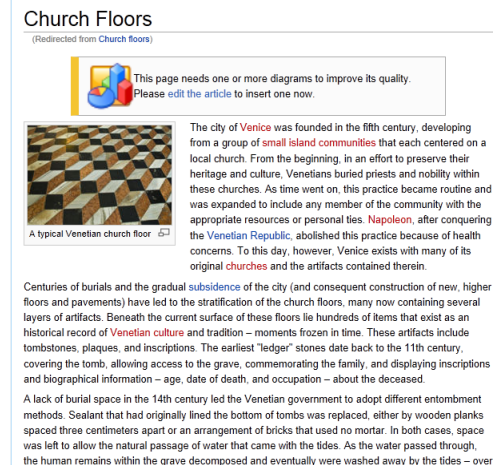 Church Floors
(Redirected from Church floors)
This page needs one or more diagrams to improve its quality.
Please edit the article to insert one now.
The city of Venice was founded in the fifth century, developing
from a group of small island communities that each centered on a
local church. From the beginning, in an effort to preserve their
heritage and culture, Venetians buried priests and nobility within
these churches. As time went on, this practice became routine and
was expanded to include any member of the community with the
appropriate resources or personal ties. Napoleon, after conquering
the Venetian Republic, abolished this practice because of health
concerns. To this day, however, Venice exists with many of its
original churches and the artifacts contained therein.
A typical Venetian church floor
Centuries of burials and the gradual subsidence of the city (and consequent construction of new, higher
floors and pavements) have led to the stratification of the church floors, many now containing several
layers of artifacts. Beneath the current surface of these floors lie hundreds of items that exist as an
historical record of Venetian culture and tradition – moments frozen in time. These artifacts include
tombstones, plaques, and inscriptions. The earliest "ledger" stones date back to the 11th century,
covering the tomb, allowing access to the grave, commemorating the family, and displaying inscriptions
and biographical information – age, date of death, and occupation – about the deceased.
A lack of burial space in the 14th century led the Venetian government to adopt different entombment
methods. Sealant that had originally lined the bottom of tombs was replaced, either by wooden planks
spaced three centimeters apart or an arrangement of bricks that used no mortar. In both cases, space
was left to allow the natural passage of water that came with the tides. As the water passed through,
the human remains within the grave decomposed and eventually were washed away by the tides – over